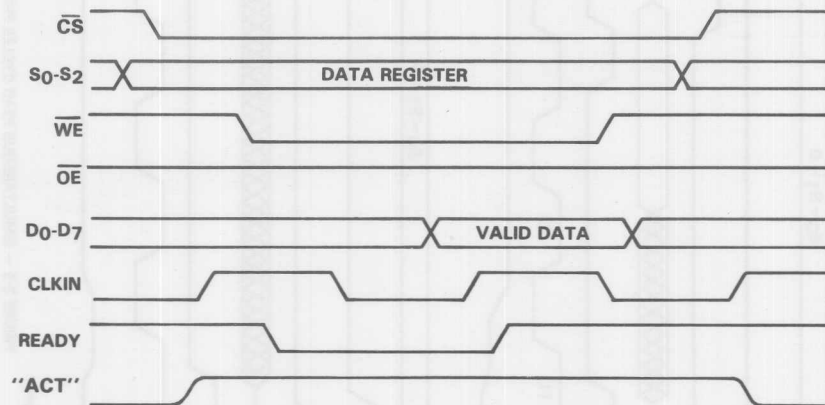 CS
S0-S2
DATA REGISTER
WE
OE
D0-D7
VALID DATA
CLKIN
READY
"ACT"